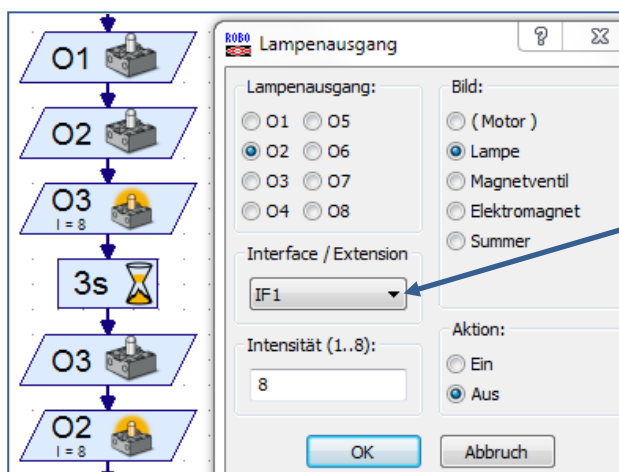 O1
O2
O3
I = 8
3s
O3
O2
I = 8
ROBO Lampenausgang
Lampenausgang:
O1 O5
O2 O6
O3 O7
O4 O8
Interface / Extension
IF1
Intensität (1..8):
8
Bild:
( Motor )
Lampe
Magnetventil
Elektromagnet
Summer
Aktion:
Ein
Aus
OK Abbruch